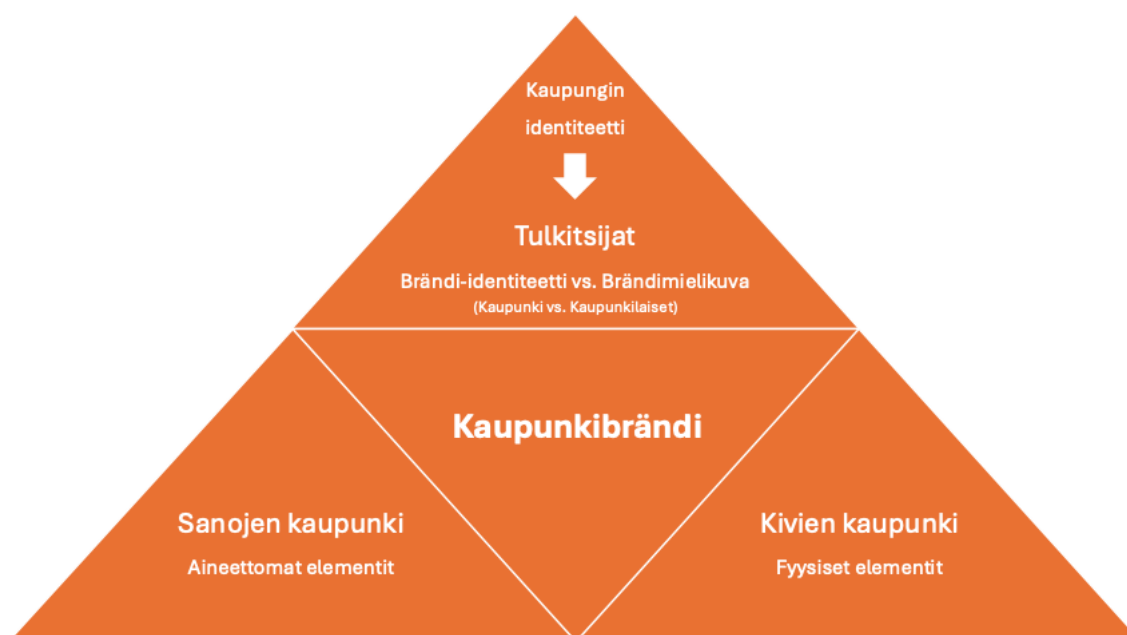 Kaupungin
identiteetti
Tulkitsijat
Brändi-identiteetti vs. Brändimielikuva
(Kaupunki vs. Kaupunkilaiset)
Kaupunkibrändi
Sanojen kaupunki
Aineettomat elementit
Kivien kaupunki
Fyysiset elementit